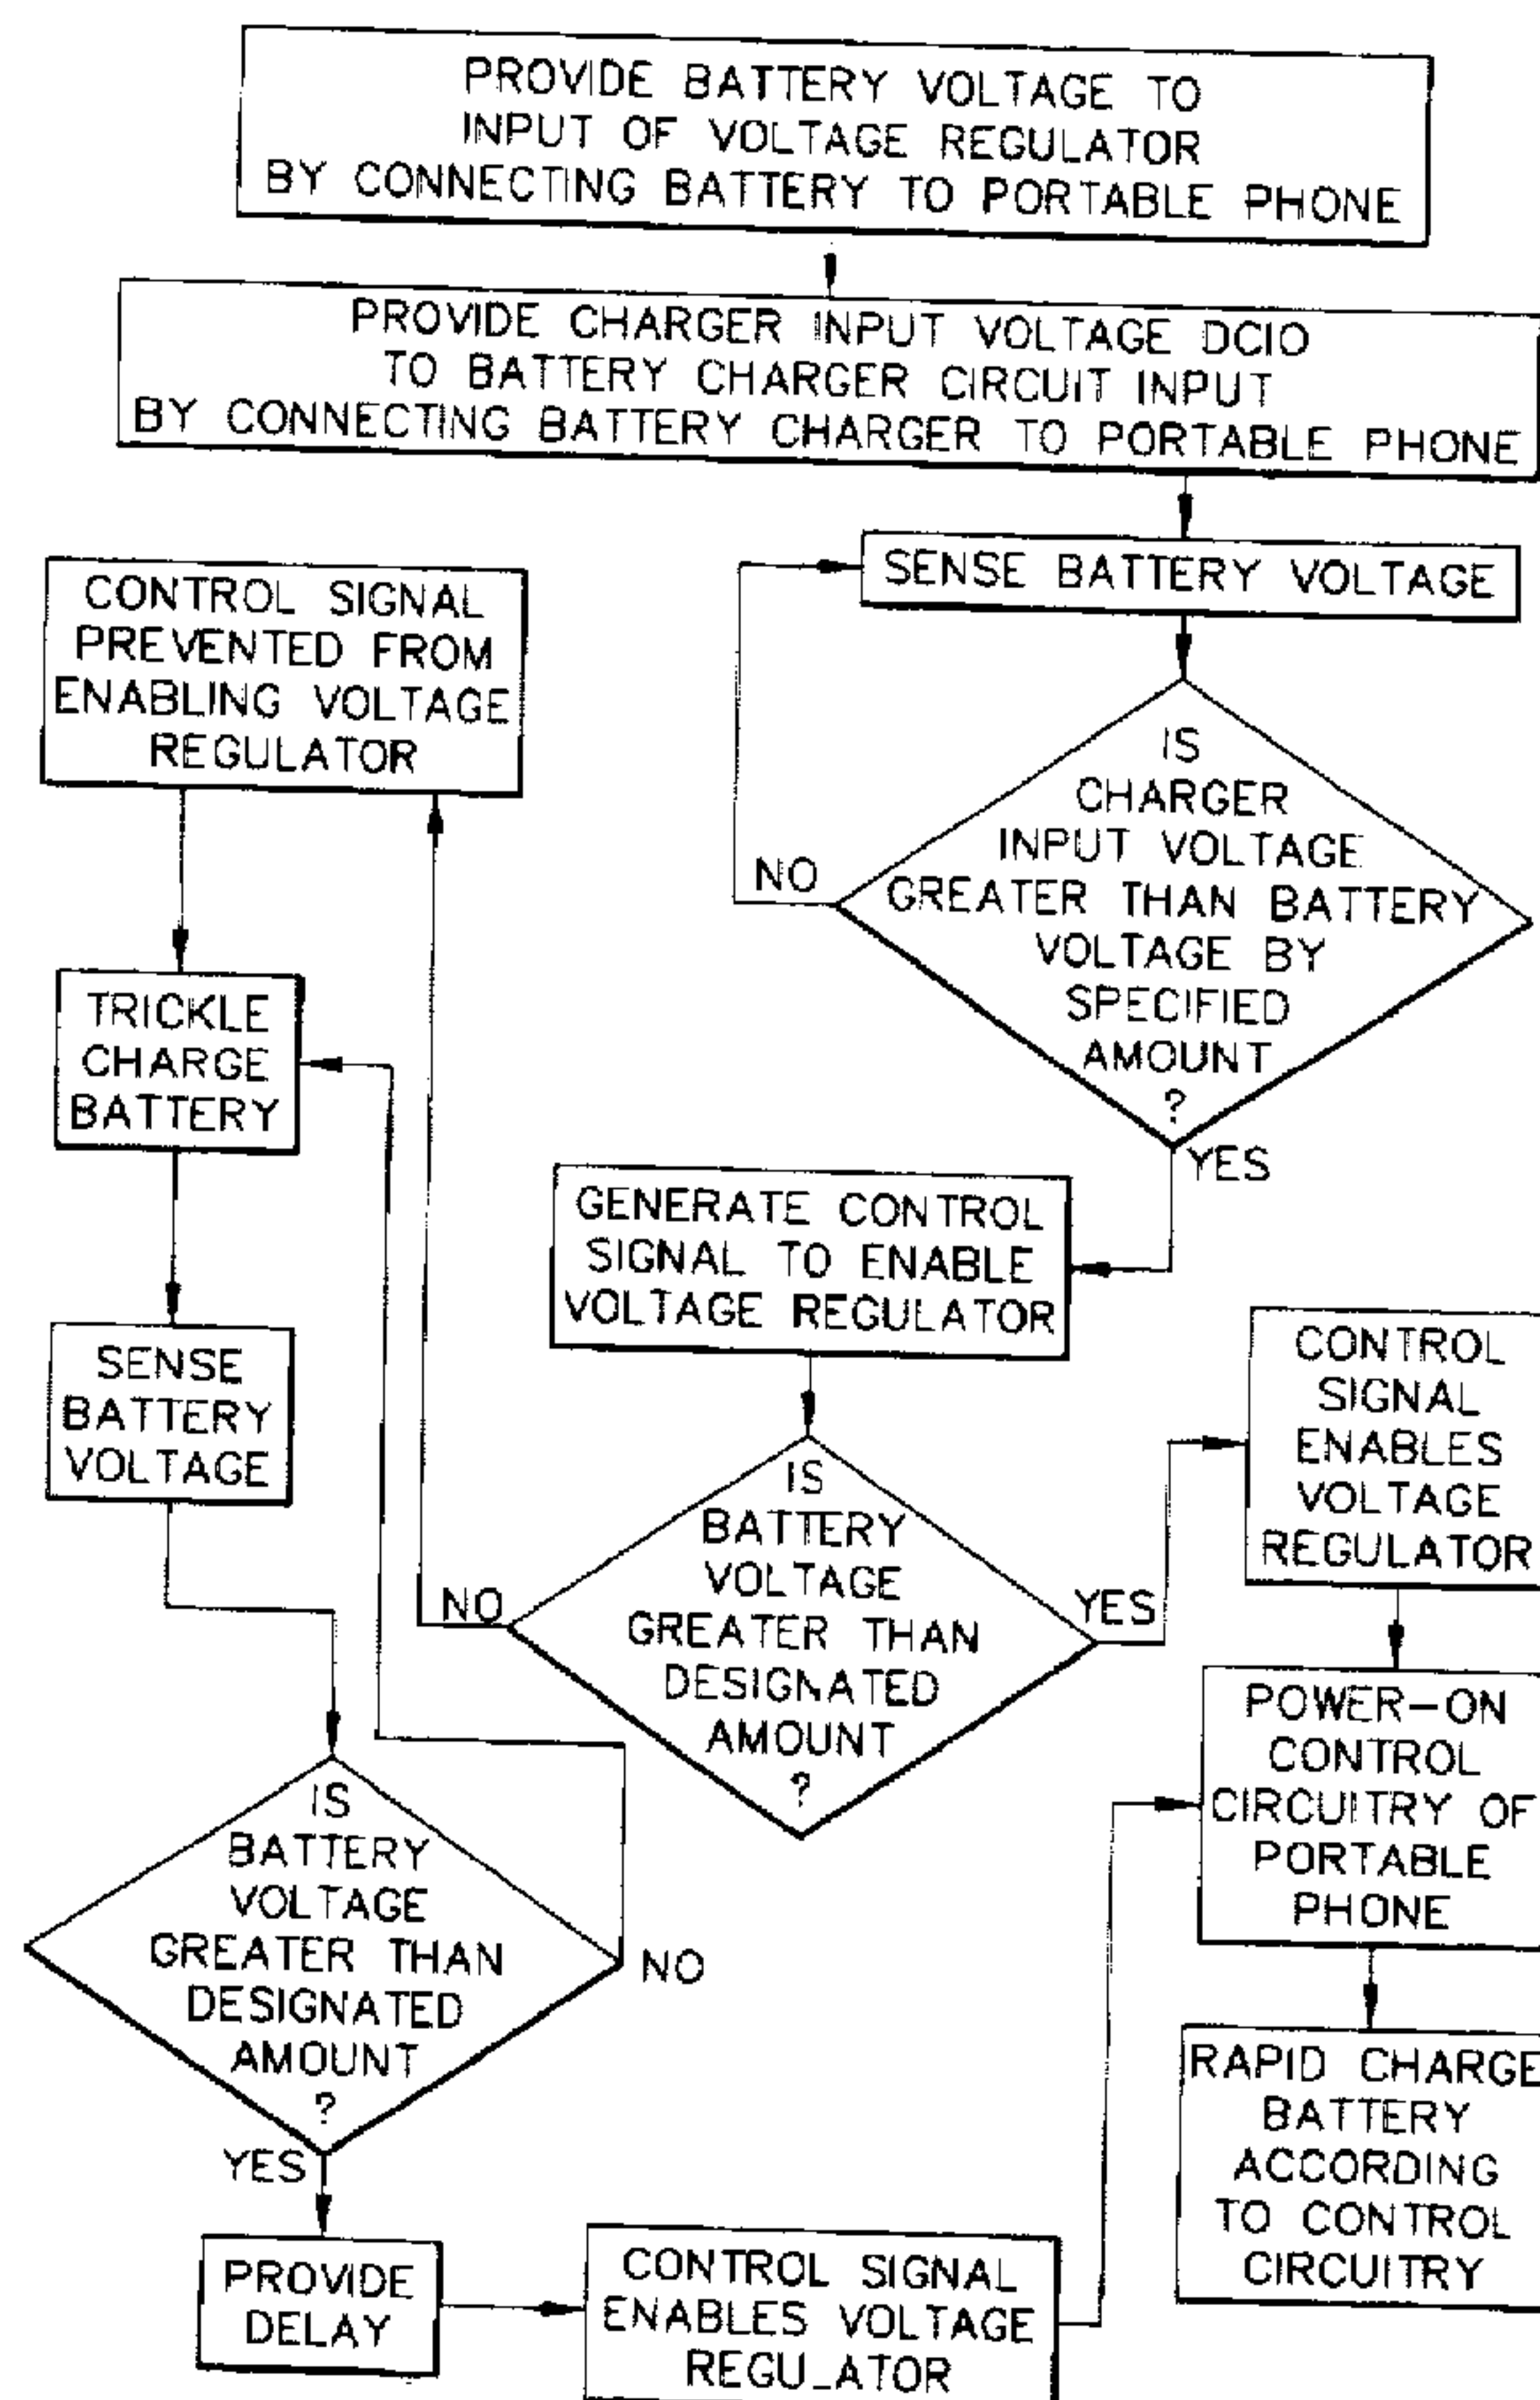 PROVIDE BATTERY VOLTAGE TO
INPUT OF VOLTAGE REGULATOR
BY CONNECTING BATTERY TO PORTABLE PHONE
PROVIDE CHARGER INPUT VOLTAGE DCIO
TO BATTERY CHARGER CIRCUIT INPUT
BY CONNECTING BATTERY CHARGER TO PORTABLE PHONE
SENSE BATTERY VOLTAGE
CONTROL SIGNAL
PREVENTED FROM
ENABLING VOLTAGE
REGULATOR
IS
CHARGER
INPUT VOLTAGE
GREATER THAN BATTERY
VOLTAGE BY
SPECIFIED
AMOUNT
?
NO
YES
TRICKLE
CHARGE
BATTERY
GENERATE CONTROL
SIGNAL TO ENABLE
VOLTAGE REGULATOR
SENSE
BATTERY
VOLTAGE
CONTROL
SIGNAL
ENABLES
VOLTAGE
REGULATOR
IS
BATTERY
VOLTAGE
GREATER THAN
DESIGNATED
AMOUNT
?
NO
YES
POWER-ON
CONTROL
CIRCUITRY OF
PORTABLE
PHONE
IS
BATTERY
VOLTAGE
GREATER THAN
DESIGNATED
AMOUNT
?
NO
YES
RAPID CHARGE
BATTERY
ACCORDING
TO CONTROL
CIRCUITRY
PROVIDE
DELAY
CONTROL SIGNAL
ENABLES VOLTAGE
REGULATOR